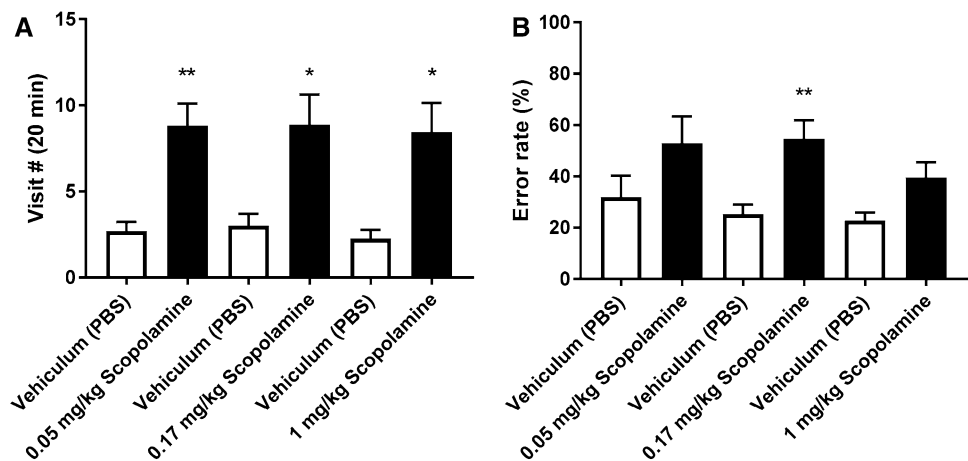 A
Visit # (20 min)
15
10
5
0
**
*
*
Vehiculum (PBS)
0.05 mg/kg Scopolamine
Vehiculum (PBS)
0.17 mg/kg Scopolamine
Vehiculum (PBS)
1 mg/kg Scopolamine
B
Error rate (%)
100
80
60
40
20
0
**
Vehiculum (PBS)
0.05 mg/kg Scopolamine
Vehiculum (PBS)
0.17 mg/kg Scopolamine
Vehiculum (PBS)
1 mg/kg Scopolamine